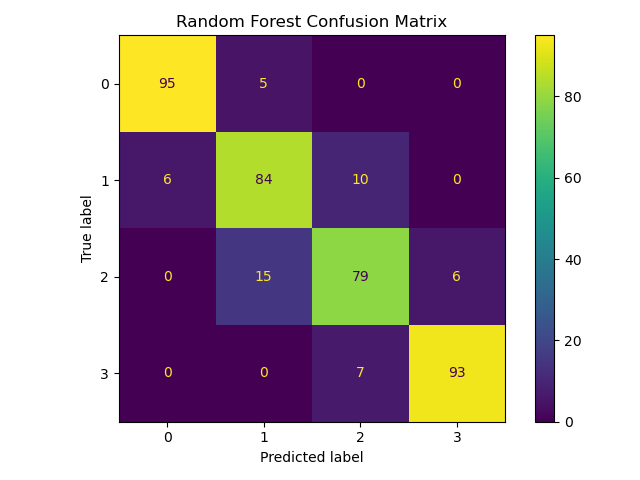 Random Forest Confusion Matrix
0 95 5 0 0
1 6 84 10 0
2 0 15 79 6
3 0 0 7 93
0 1 2 3
True label
Predicted label
80
60
40
20
0